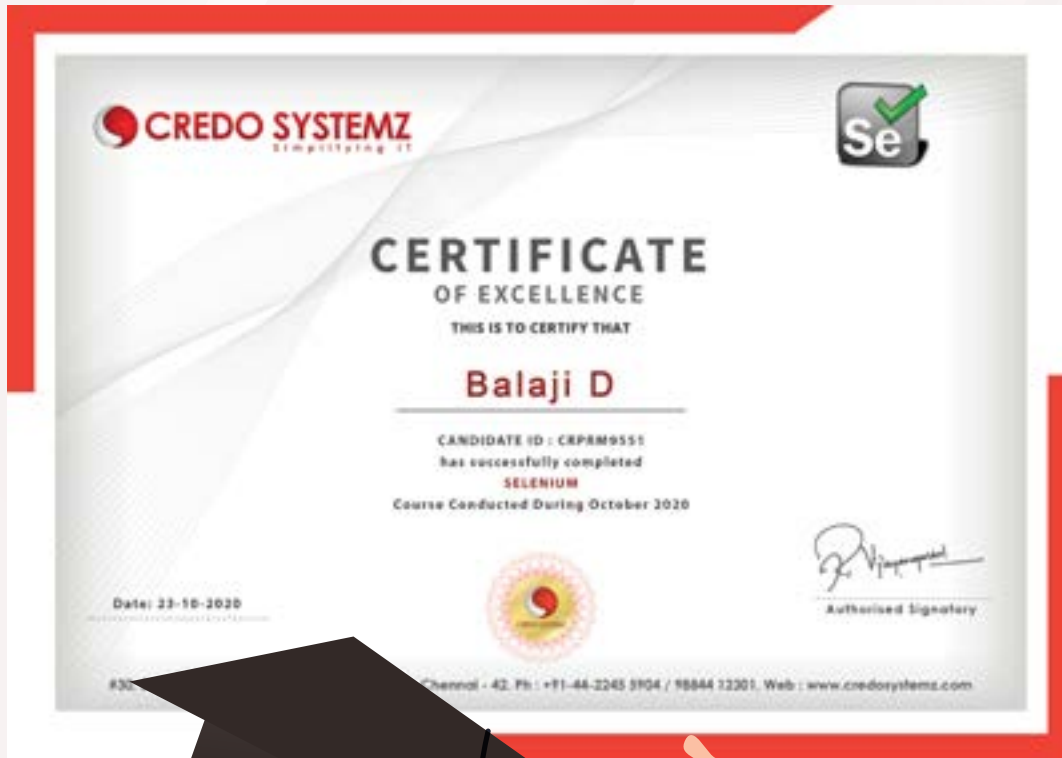 CREDO SYSTEMZ
Simplifying IT
Se
CERTIFICATE
OF EXCELLENCE
THIS IS TO CERTIFY THAT
Balaji D
CANDIDATE ID : CRPRM9551
has successfully completed
SELENIUM
Course Conducted During October 2020
Date: 23-10-2020
Authorised Signatory
Chennai - 42. Ph : +91-44-2245 5904 / 98844 12301. Web : www.credosystemz.com